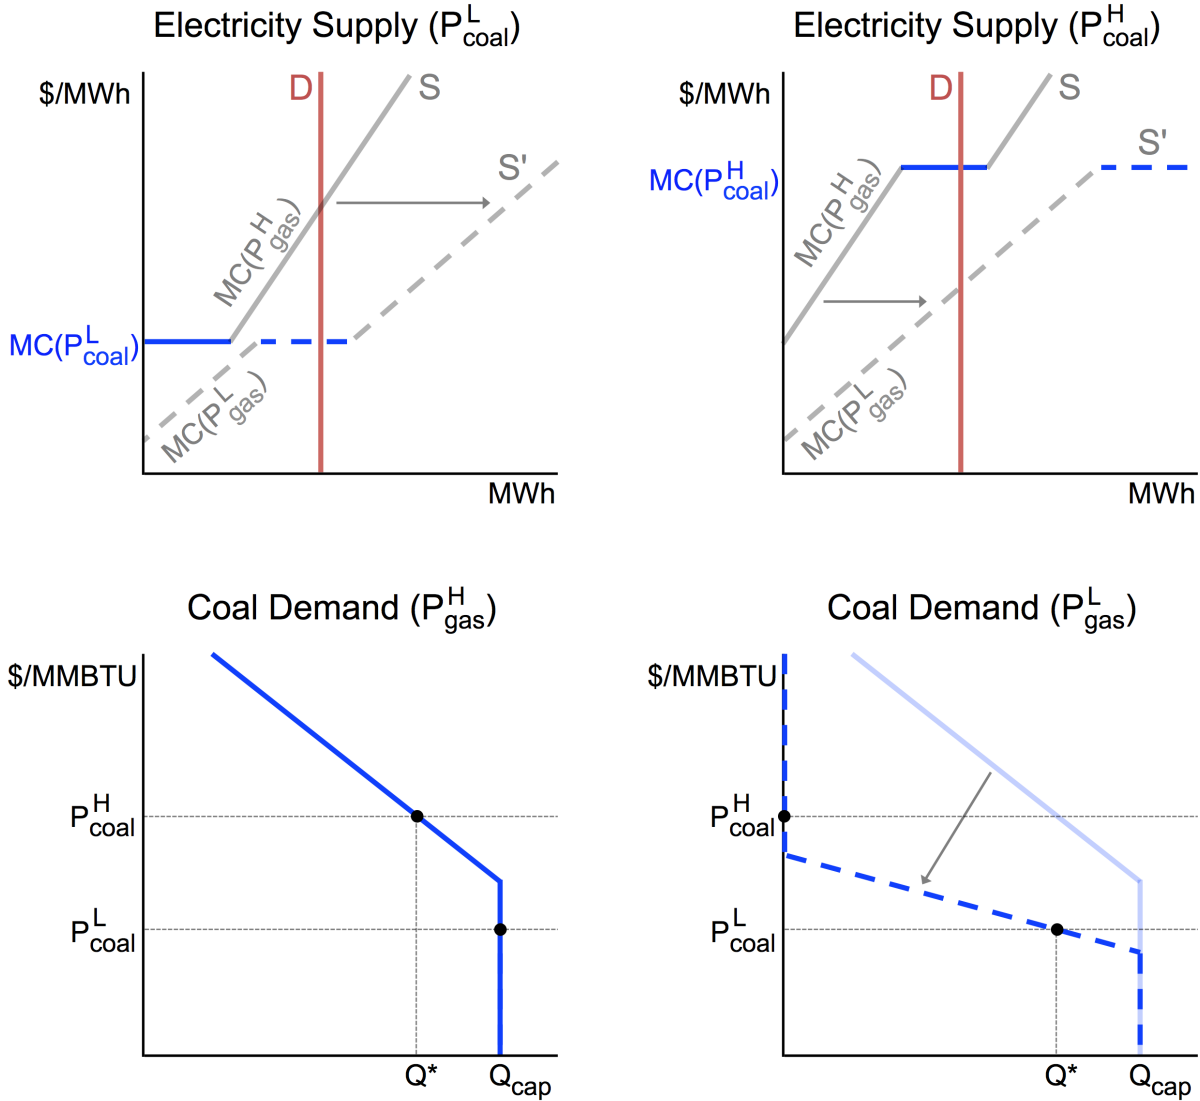 Electricity Supply (P^L_coal)
$/MWh
D
S
S'
MC(P^H_gas)
MC(P^L_coal)
MC(P^L_gas)
MWh
Electricity Supply (P^H_coal)
$/MWh
D
S
S'
MC(P^H_coal)
MC(P^H_gas)
MC(P^L_gas)
MWh
Coal Demand (P^H_gas)
$/MMBTU
P^H_coal
P^L_coal
Q*
Q_cap
Coal Demand (P^L_gas)
$/MMBTU
P^H_coal
P^L_coal
Q*
Q_cap